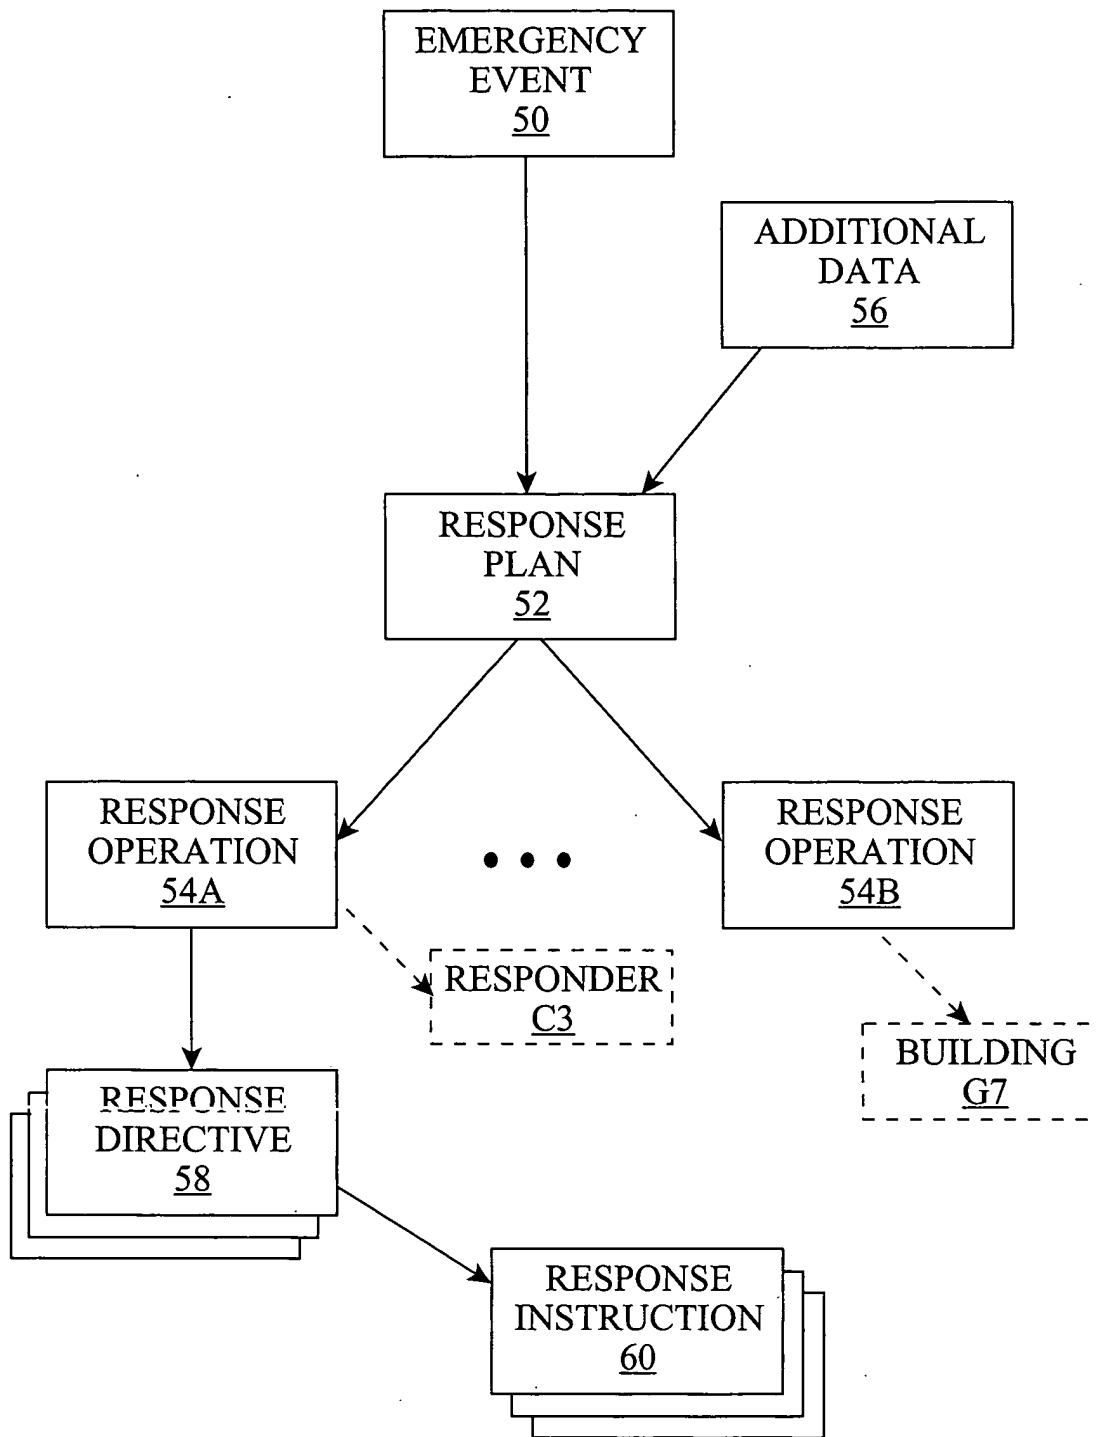 EMERGENCY
EVENT
50
ADDITIONAL
DATA
56
RESPONSE
PLAN
52
RESPONSE
OPERATION
54A
RESPONSE
OPERATION
54B
RESPONDER
C3
BUILDING
G7
RESPONSE
DIRECTIVE
58
RESPONSE
INSTRUCTION
60